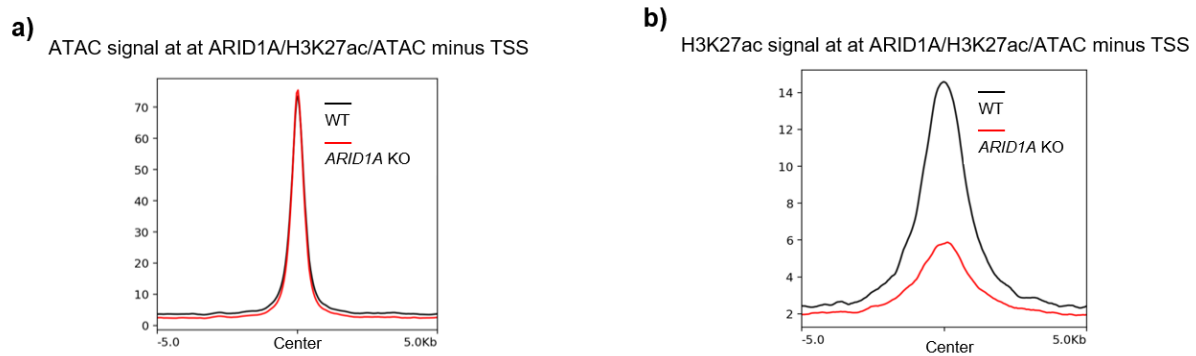 a)
ATAC signal at at ARID1A/H3K27ac/ATAC minus TSS
70
60
50
40
30
20
10
0
WT
ARID1A KO
-5.0
Center
5.0Kb
b)
H3K27ac signal at at ARID1A/H3K27ac/ATAC minus TSS
14
12
10
8
6
4
2
WT
ARID1A KO
-5.0
Center
5.0Kb